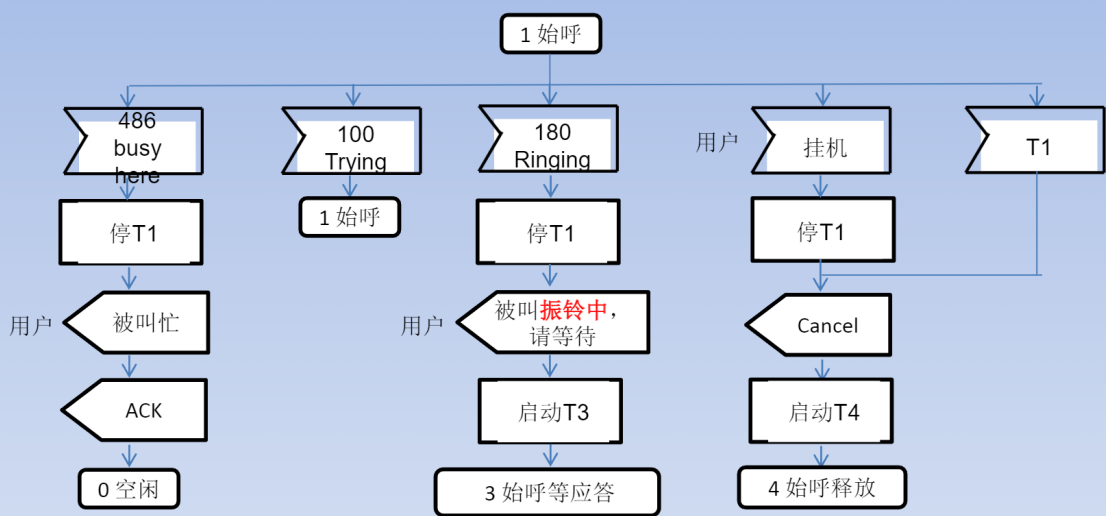 1 始呼
486
busy
here
100
Trying
180
Ringing
用户
挂机
T1
停T1
1 始呼
停T1
停T1
用户
被叫忙
用户
被叫振铃中，
请等待
Cancel
ACK
启动T3
启动T4
0 空闲
3 始呼等应答
4 始呼释放